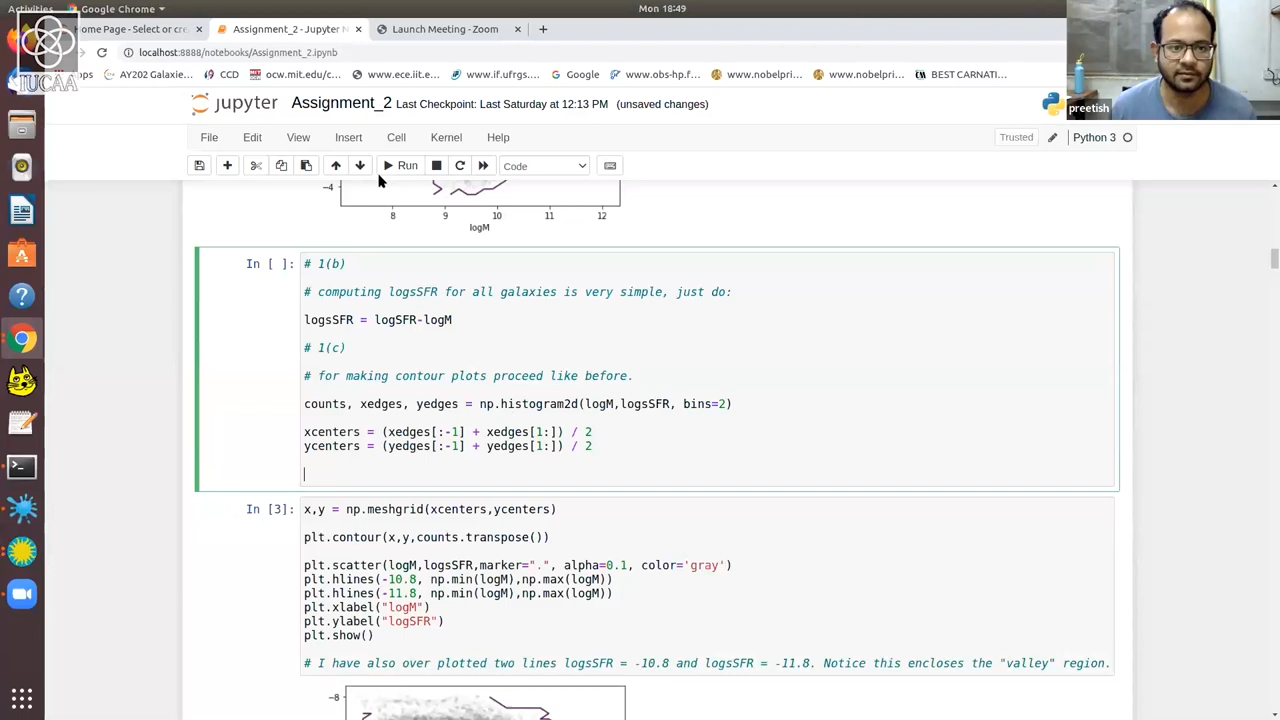 Activities
Google Chrome
Mon 18:49
Home Page - Select or cre
Assignment_2 - Jupyter N
Launch Meeting - Zoom
localhost:8888/notebooks/Assignment_2.ipynb
AY202 Galaxie...
CCD
ocw.mit.edu/c...
www.ece.iit.e...
www.if.ufrgs....
Google
www.obs-hp.f...
www.nobelpri...
www.nobelpri...
BEST CARNATI...
IUCAA
preetish
jupyter
Assignment_2 Last Checkpoint: Last Saturday at 12:13 PM (unsaved changes)
File Edit View Insert Cell Kernel Help
Trusted
Python 3
Run
Code
-4
8 9 10 11 12
logM
In [ ]:
# 1(b)
# computing logsSFR for all galaxies is very simple, just do:
logsSFR = logSFR-logM
# 1(c)
# for making contour plots proceed like before.
counts, xedges, yedges = np.histogram2d(logM,logsSFR, bins=2)
xcenters = (xedges[:-1] + xedges[1:]) / 2
ycenters = (yedges[:-1] + yedges[1:]) / 2
In [3]:
x,y = np.meshgrid(xcenters,ycenters)
plt.contour(x,y,counts.transpose())
plt.scatter(logM,logsSFR,marker=".", alpha=0.1, color='gray')
plt.hlines(-10.8, np.min(logM),np.max(logM))
plt.hlines(-11.8, np.min(logM),np.max(logM))
plt.xlabel("logM")
plt.ylabel("logSFR")
plt.show()
# I have also over plotted two lines logsSFR = -10.8 and logsSFR = -11.8. Notice this encloses the "valley" region.
-8